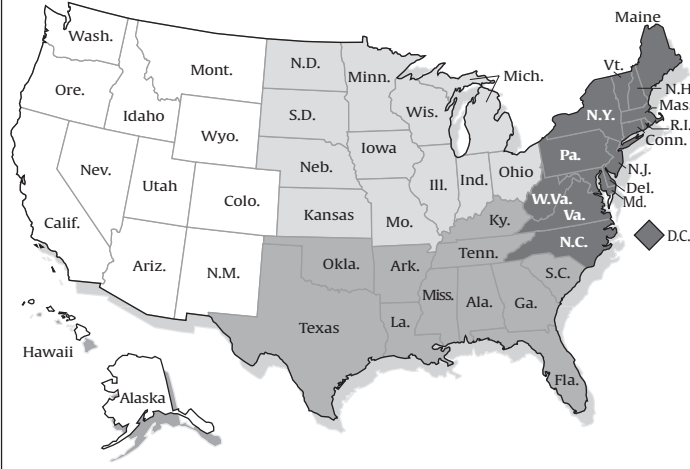 Maine
Wash.
Vt.
Mont.
N.D.
Minn.
Mich.
N.H
Ore.
Mas
Idaho
S.D.
Wis.
N.Y.
R.I.
Wyo.
Conn.
Iowa
Pa.
Neb.
Nev.
Utah
Ill.
Ind.
Ohio
N.J.
Del.
Colo.
W.Va.
Md.
Calif.
Kansas
Mo.
Ky.
Va.
D.C.
N.C.
Tenn.
Ariz.
N.M.
Okla.
Ark.
S.C.
Miss.
Ala.
Ga.
Texas
La.
Hawaii
Fla.
Alaska